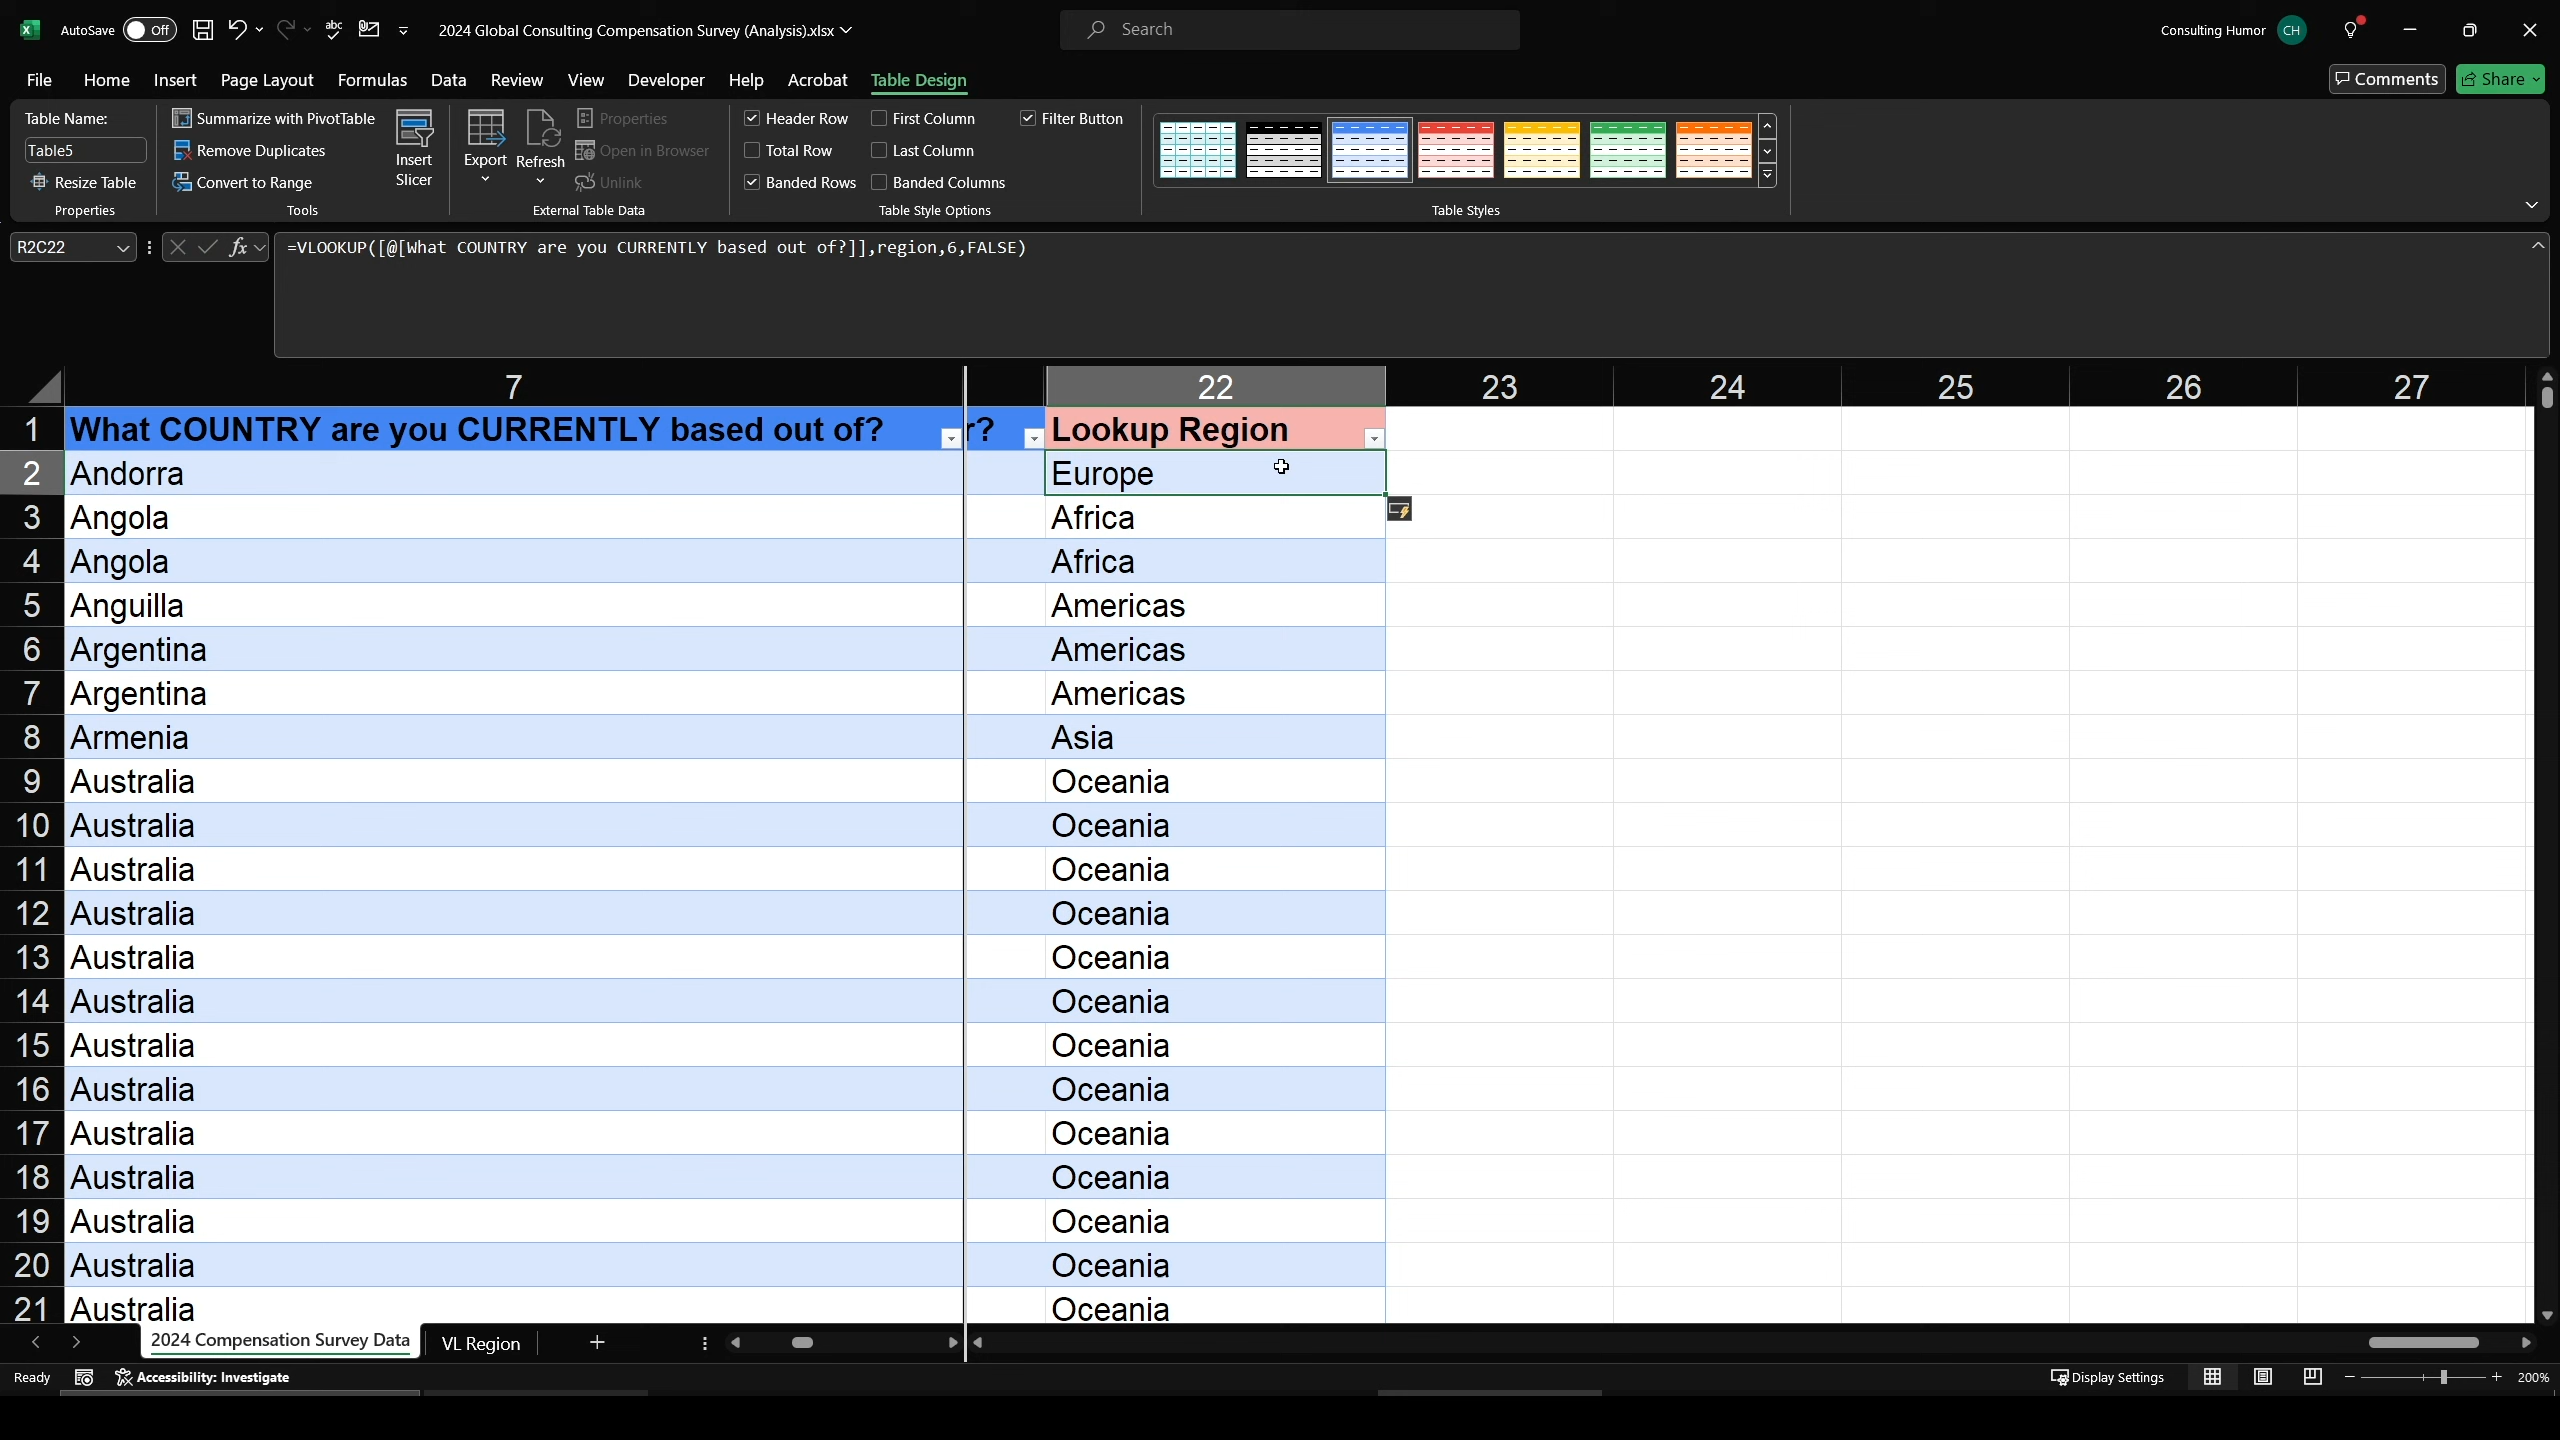 AutoSave Off 2024 Global Consulting Compensation Survey (Analysis).xlsx Search Consulting Humor CH
File Home Insert Page Layout Formulas Data Review View Developer Help Acrobat Table Design Comments Share
Table Name:
Table5
Resize Table
Properties
Summarize with PivotTable
Remove Duplicates
Convert to Range
Insert
Slicer
Tools
Export
Refresh
Properties
Open in Browser
Unlink
External Table Data
Header Row
Total Row
Banded Rows
First Column
Last Column
Banded Columns
Filter Button
Table Style Options
Table Styles
R2C22 fx =VLOOKUP([@[What COUNTRY are you CURRENTLY based out of?]],region,6,FALSE)
7 22 23 24 25 26 27
1 What COUNTRY are you CURRENTLY based out of? r? Lookup Region
2 Andorra Europe
3 Angola Africa
4 Angola Africa
5 Anguilla Americas
6 Argentina Americas
7 Argentina Americas
8 Armenia Asia
9 Australia Oceania
10 Australia Oceania
11 Australia Oceania
12 Australia Oceania
13 Australia Oceania
14 Australia Oceania
15 Australia Oceania
16 Australia Oceania
17 Australia Oceania
18 Australia Oceania
19 Australia Oceania
20 Australia Oceania
21 Australia Oceania
2024 Compensation Survey Data VL Region
Ready Accessibility: Investigate Display Settings 200%